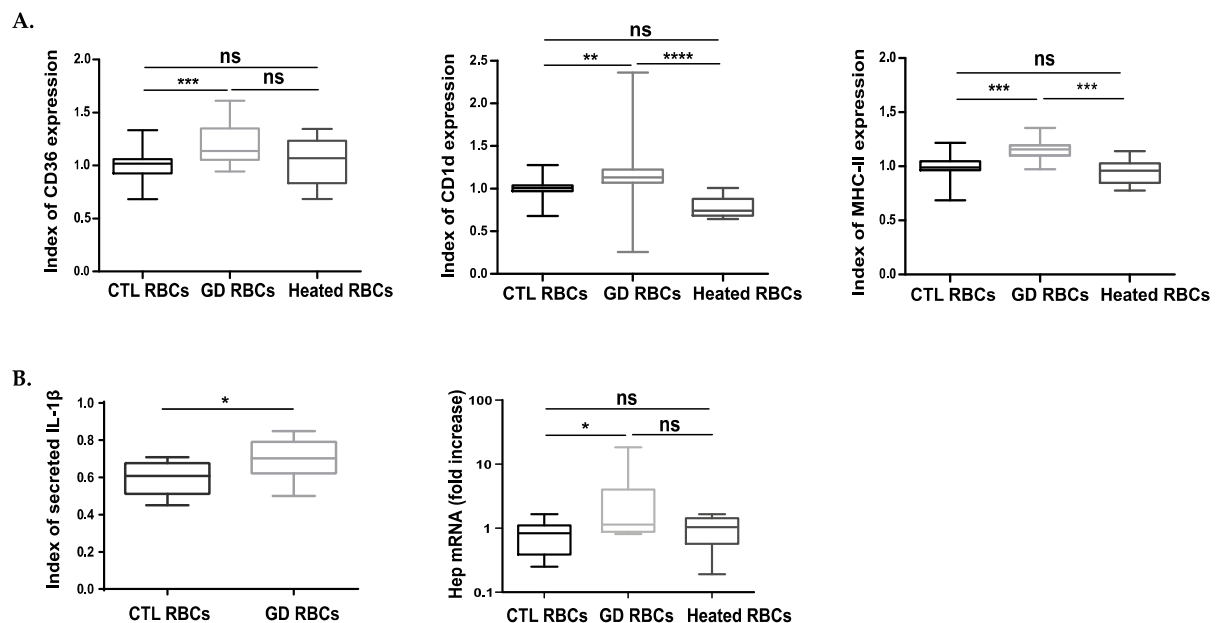 A.
Index of CD36 expression
2.0
1.5
1.0
0.5
0.0
ns
***
ns
CTL RBCs GD RBCs Heated RBCs
Index of CD1d expression
2.5
2.0
1.5
1.0
0.5
0.0
ns
**
****
CTL RBCs GD RBCs Heated RBCs
Index of MHC-II expression
2.0
1.5
1.0
0.5
0.0
ns
***
***
CTL RBCs GD RBCs Heated RBCs
B.
Index of secreted IL-1β
1.0
0.8
0.6
0.4
0.2
0.0
*
CTL RBCs GD RBCs
Hep mRNA (fold increase)
100
10
1
0.1
ns
*
ns
CTL RBCs GD RBCs Heated RBCs